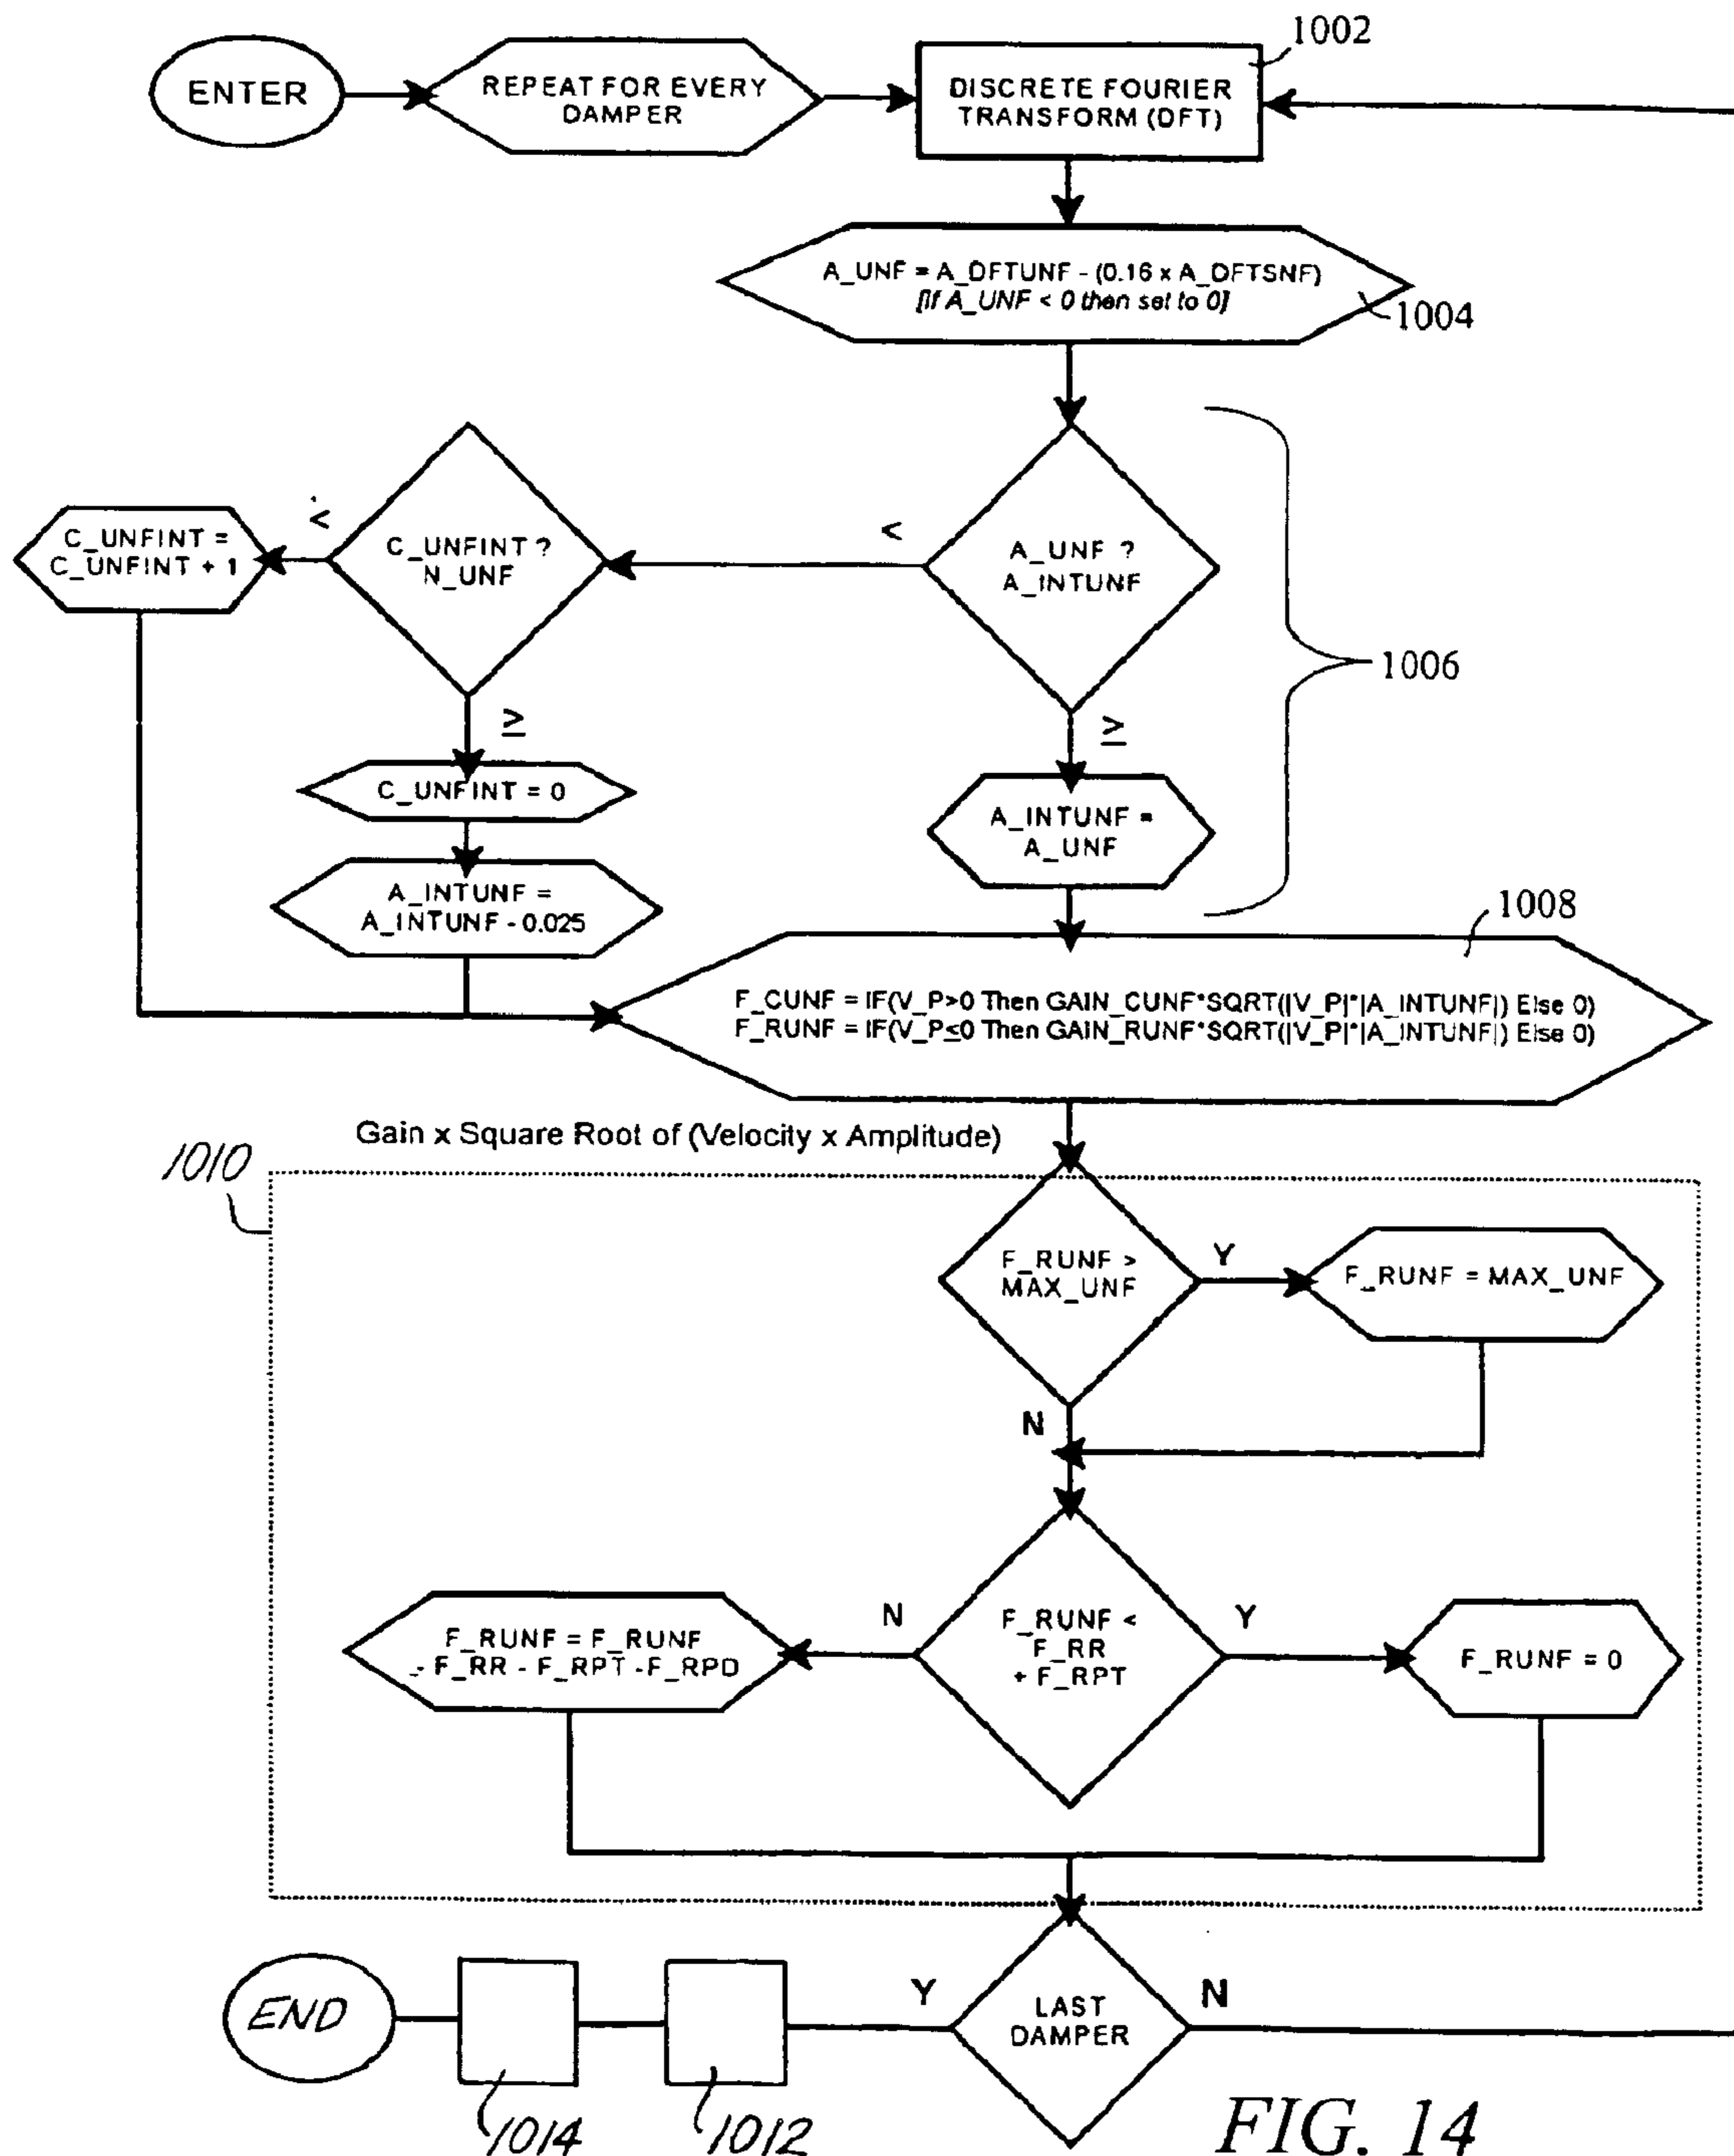 1002
ENTER
REPEAT FOR EVERY
DAMPER
DISCRETE FOURIER
TRANSFORM (DFT)
A_UNF = A_DFTUNF - (0.16 x A_DFTSNF)
[If A_UNF < 0 then set to 0]
1004
C_UNFINT =
C_UNFINT + 1
<
C_UNFINT ?
N_UNF
<
A_UNF ?
A_INTUNF
1006
≥
≥
C_UNFINT = 0
A_INTUNF =
A_UNF
A_INTUNF =
A_INTUNF - 0.025
1008
F_CUNF = IF(V_P>0 Then GAIN_CUNF*SQRT(|V_P|*|A_INTUNF|) Else 0)
F_RUNF = IF(V_P≤0 Then GAIN_RUNF*SQRT(|V_P|*|A_INTUNF|) Else 0)
Gain x Square Root of (Velocity x Amplitude)
1010
F_RUNF >
MAX_UNF
Y
F_RUNF = MAX_UNF
N
F_RUNF = F_RUNF
- F_RR - F_RPT -F_RPD
N
F_RUNF <
F_RR
+ F_RPT
Y
F_RUNF = 0
END
Y
LAST
DAMPER
N
1014
1012
FIG. 14